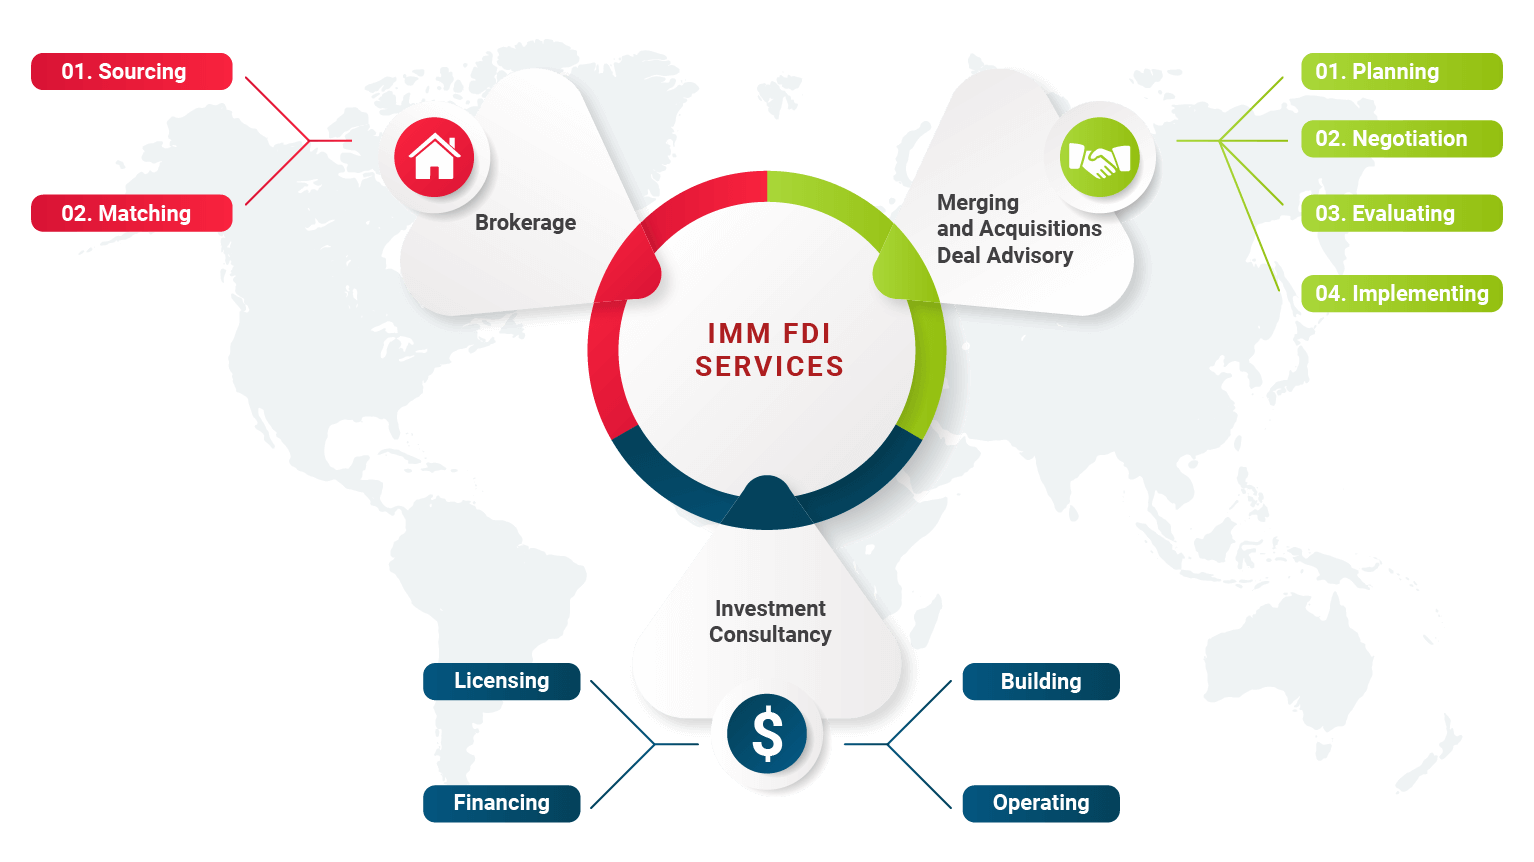 01. Sourcing
02. Matching
Brokerage
IMM FDI
SERVICES
Merging
and Acquisitions
Deal Advisory
01. Planning
02. Negotiation
03. Evaluating
04. Implementing
Investment
Consultancy
Licensing
Financing
$
Building
Operating